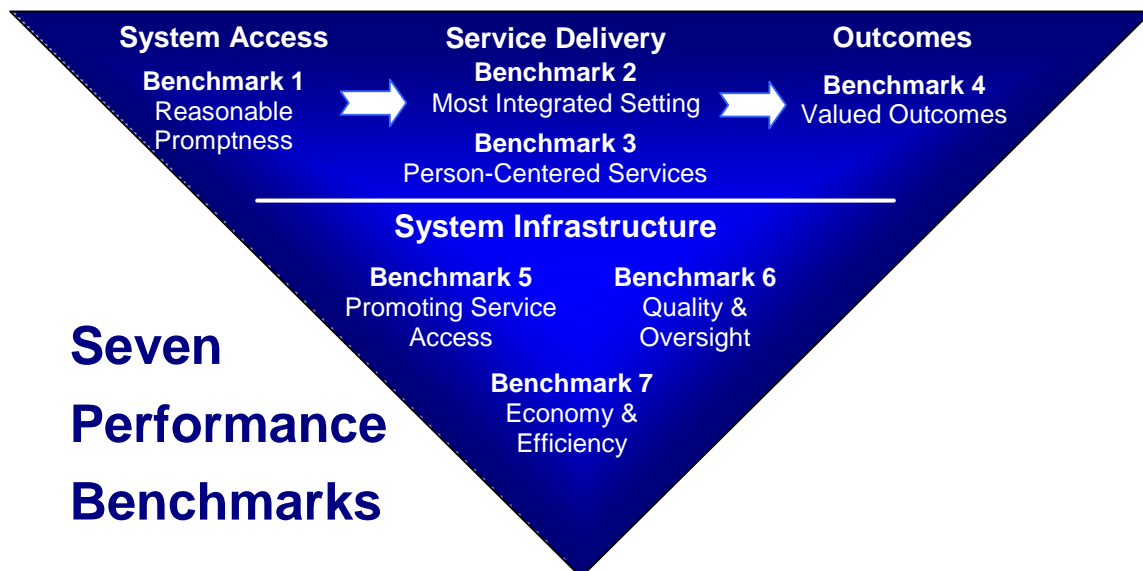 System Access
Benchmark 1
Reasonable
Promptness
Service Delivery
Benchmark 2
Most Integrated Setting
Benchmark 3
Person-Centered Services
Outcomes
Benchmark 4
Valued Outcomes
System Infrastructure
Benchmark 5
Promoting Service
Access
Benchmark 6
Quality &
Oversight
Benchmark 7
Economy &
Efficiency
Seven
Performance
Benchmarks